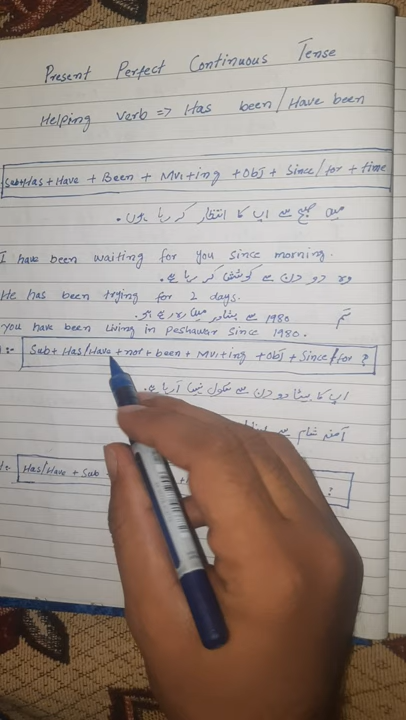 Present Perfect Continuous Tense
Helping verb => Has been/Have been
Sub+Has+Have + Been + Mv1+ing + Obj + Since/for + time
میں صبح سے آپ کا انتظار کر رہا ہوں۔
I have been waiting for you since morning.
وہ دو دن سے کوشش کر رہا ہے۔
He has been trying for 2 days.
تم 1980 سے پشاور میں رہ رہے ہو۔
You have been Living in Peshawar Since 1980.
Sub+ Has/Have + not + been + Mv1+ing + Obj + Since/for ?
آپ کا بیٹا دو دن سے سکول نہیں آ رہا ہے۔
شام سے
Has/Have + Sub
?